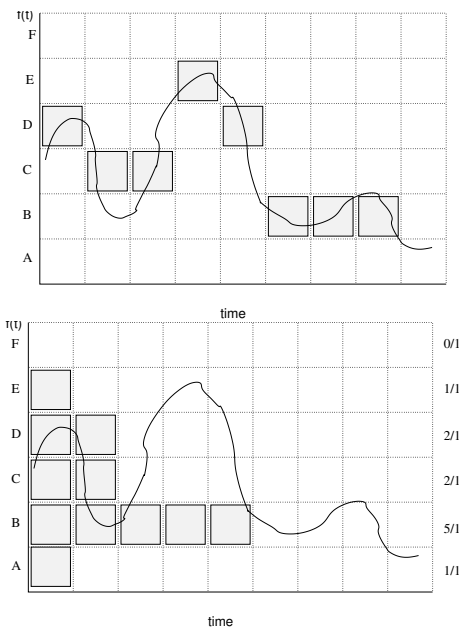 f(t)
F
E
D
C
B
A
time
f(t)
F 0/1
E 1/1
D 2/1
C 2/1
B 5/1
A 1/1
time